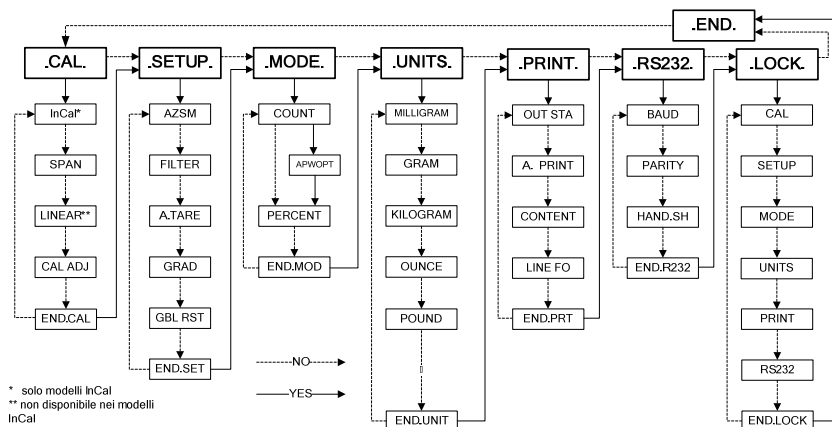 .END.
.CAL.
.SETUP.
.MODE.
.UNITS.
.PRINT.
.RS232.
.LOCK.
InCal*
SPAN
LINEAR**
CAL ADJ
END.CAL
AZSM
FILTER
A.TARE
GRAD
GBL RST
END.SET
COUNT
APWOPT
PERCENT
END.MOD
MILLIGRAM
GRAM
KILOGRAM
OUNCE
POUND
END.UNIT
OUT STA
A. PRINT
CONTENT
LINE FO
END.PRT
BAUD
PARITY
HAND.SH
END.R232
CAL
SETUP
MODE
UNITS
PRINT
RS232
END.LOCK
NO
YES
* solo modelli InCal
** non disponibile nei modelli
InCal